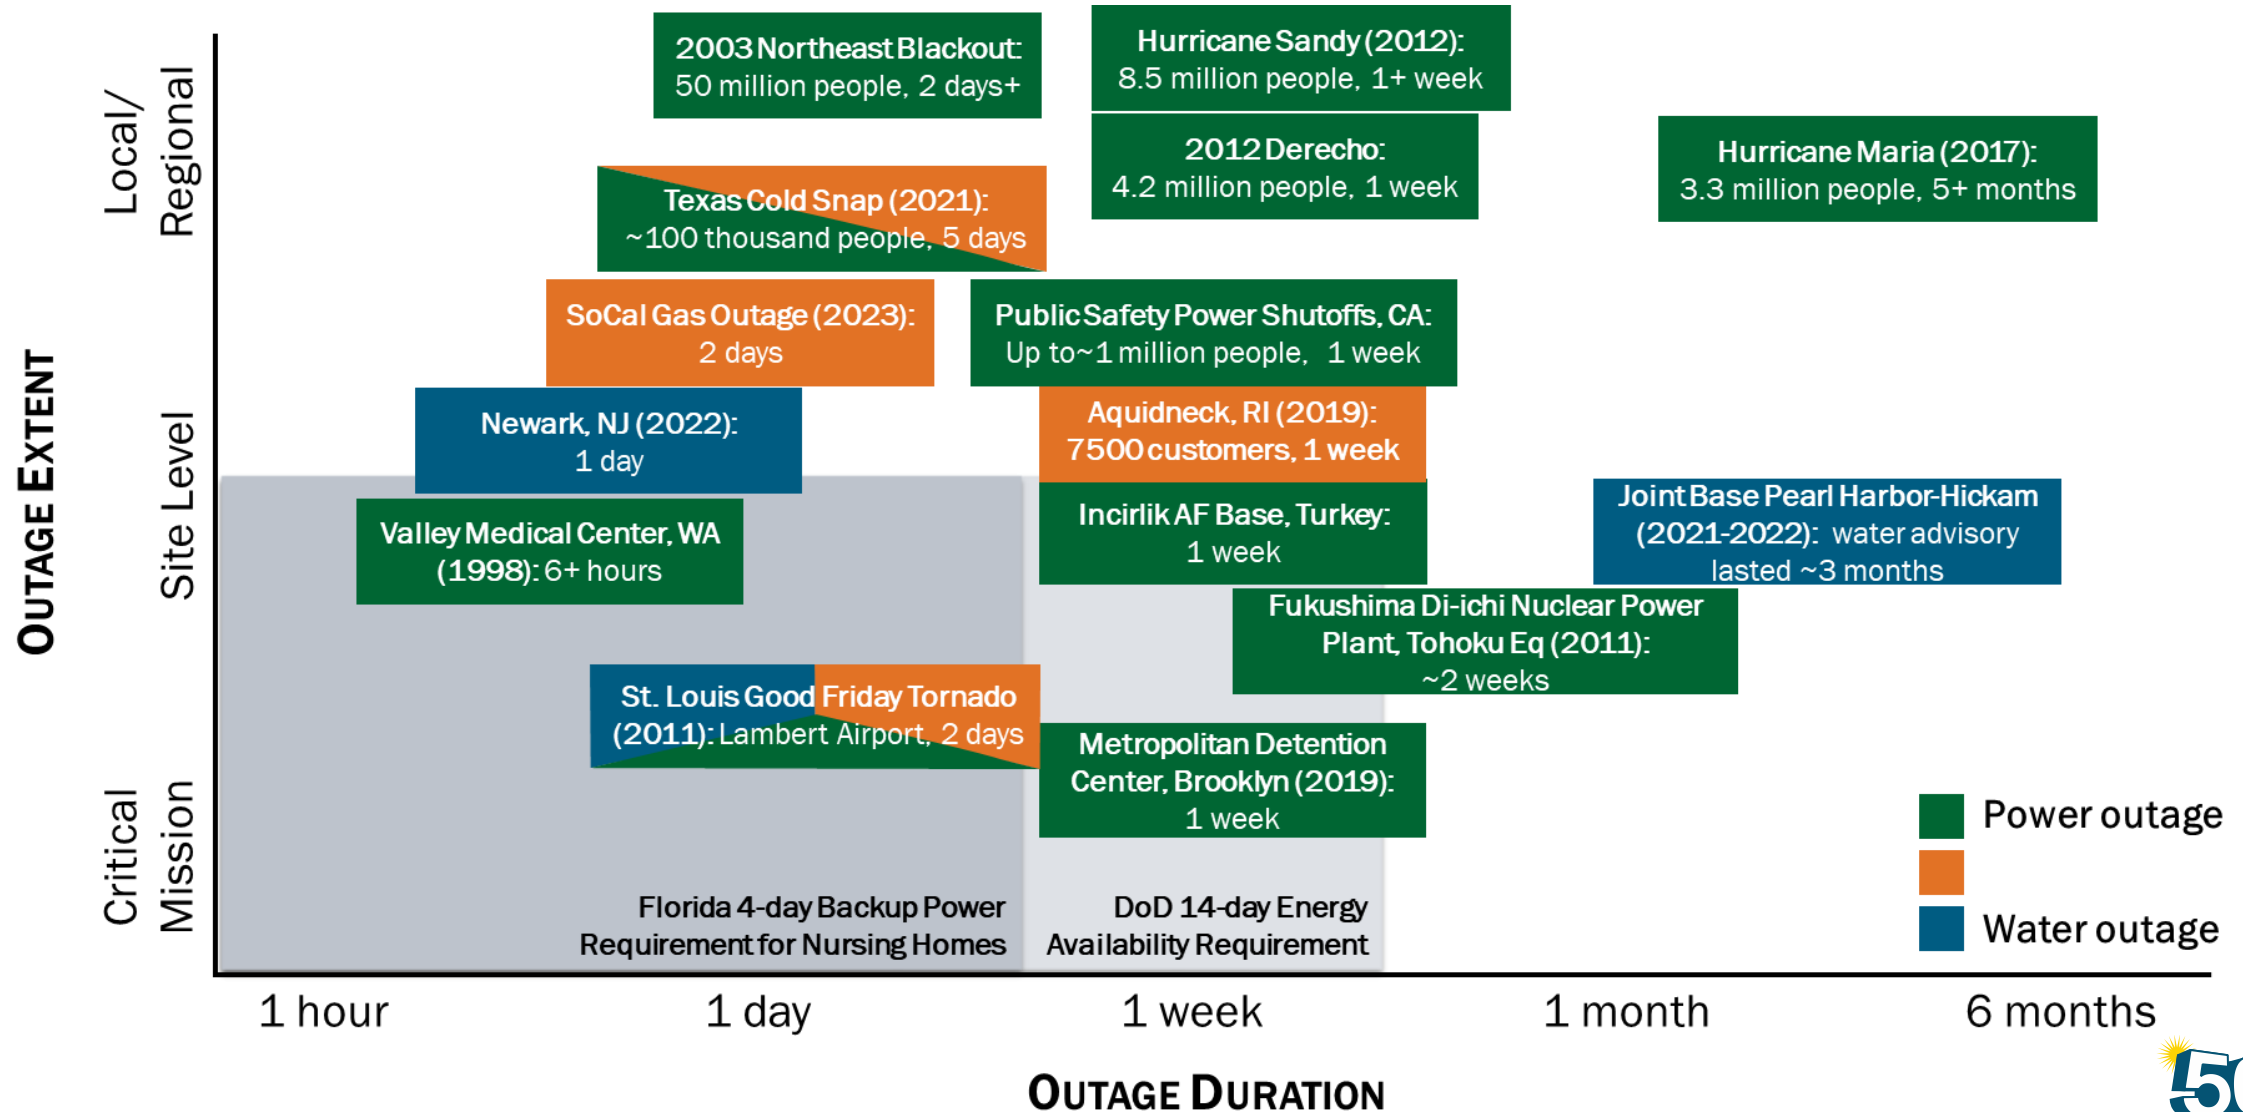 2003 Northeast Blackout:
50 million people, 2 days+
Hurricane Sandy (2012):
8.5 million people, 1+ week
2012 Derecho:
4.2 million people, 1 week
Hurricane Maria (2017):
3.3 million people, 5+ months
Texas Cold Snap (2021):
~100 thousand people, 5 days
SoCal Gas Outage (2023):
2 days
Public Safety Power Shutoffs, CA:
Up to~1 million people, 1 week
Newark, NJ (2022):
1 day
Aquidneck, RI (2019):
7500 customers, 1 week
Valley Medical Center, WA
(1998): 6+ hours
Incirlik AF Base, Turkey:
1 week
Joint Base Pearl Harbor-Hickam
(2021-2022): water advisory
lasted ~3 months
Fukushima Di-ichi Nuclear Power
Plant, Tohoku Eq (2011):
~2 weeks
St. Louis Good Friday Tornado
(2011): Lambert Airport, 2 days
Metropolitan Detention
Center, Brooklyn (2019):
1 week
Florida 4-day Backup Power
Requirement for Nursing Homes
DoD 14-day Energy
Availability Requirement
Power outage
Water outage
OUTAGE EXTENT
Local/
Regional
Site Level
Critical
Mission
1 hour
1 day
1 week
1 month
6 months
OUTAGE DURATION